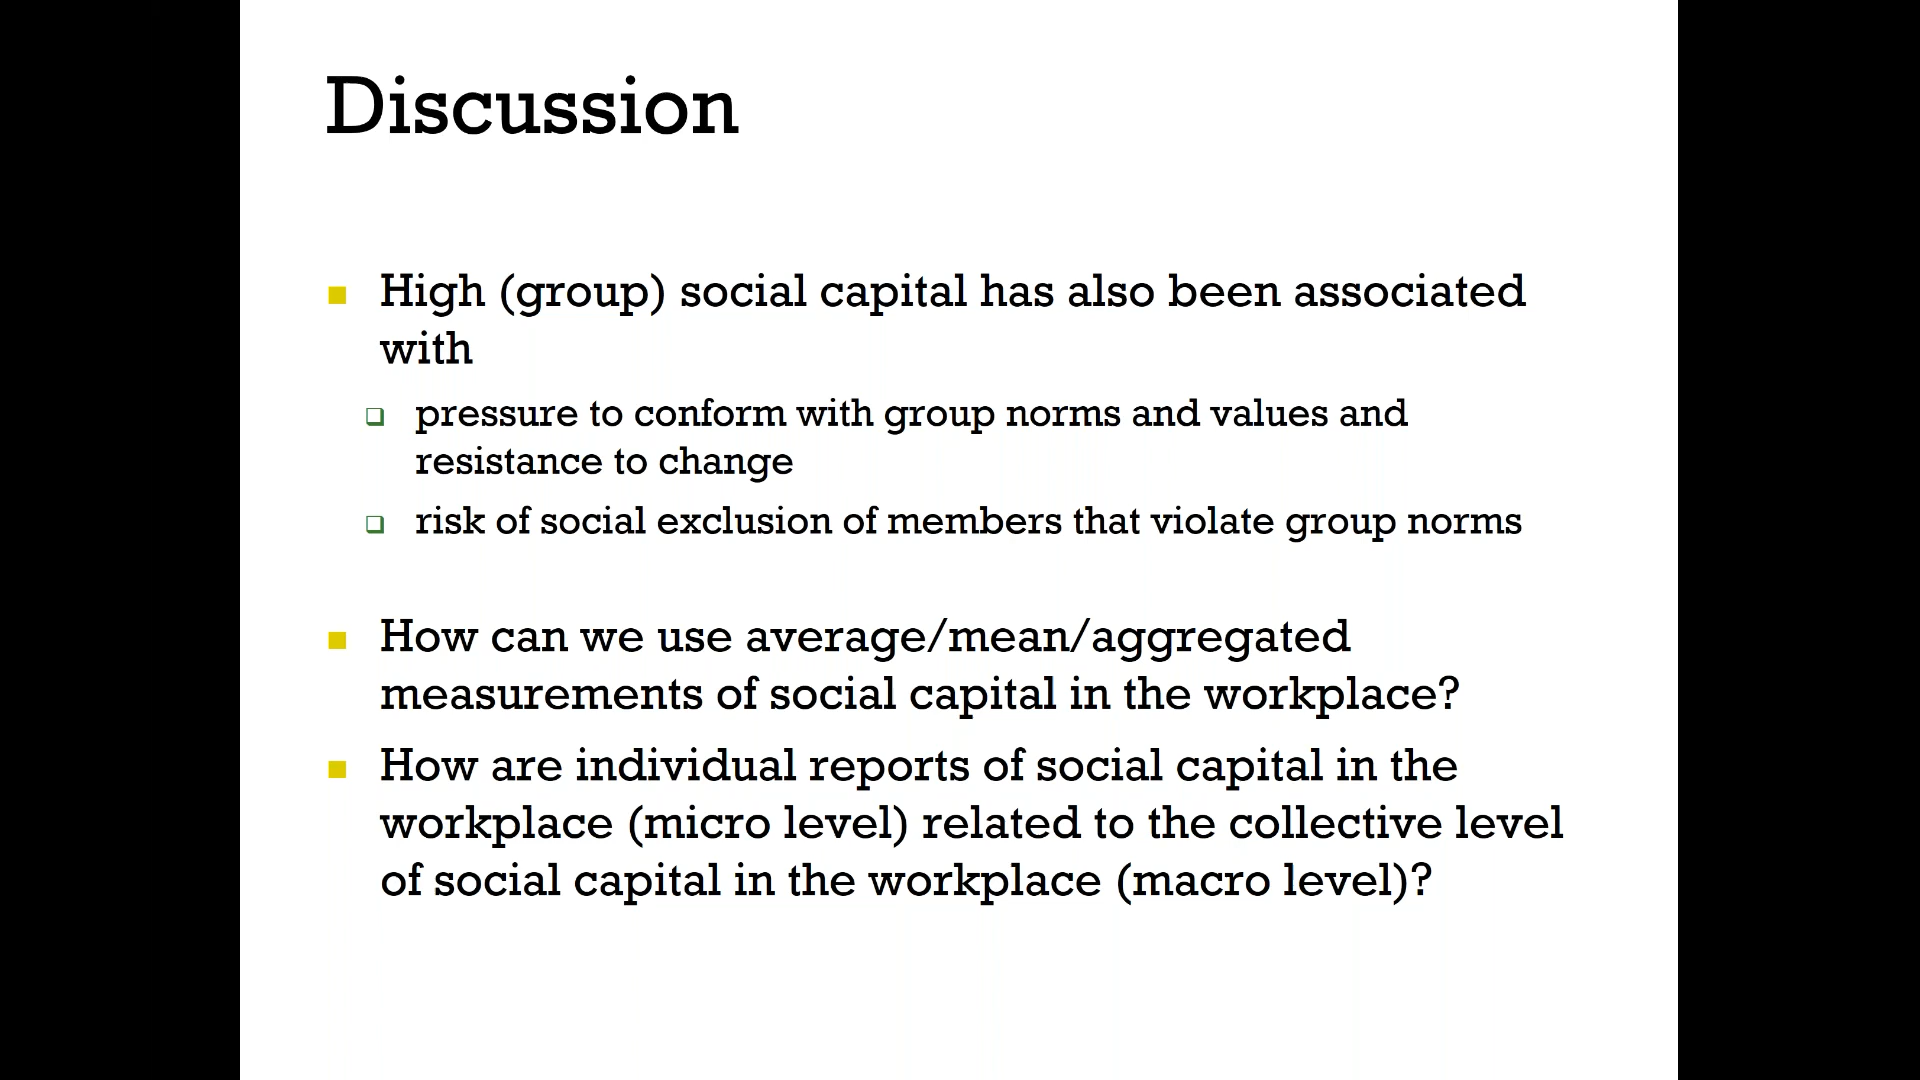 Discussion
High (group) social capital has also been associated
with
pressure to conform with group norms and values and
resistance to change
risk of social exclusion of members that violate group norms
How can we use average/mean/aggregated
measurements of social capital in the workplace?
How are individual reports of social capital in the
workplace (micro level) related to the collective level
of social capital in the workplace (macro level)?